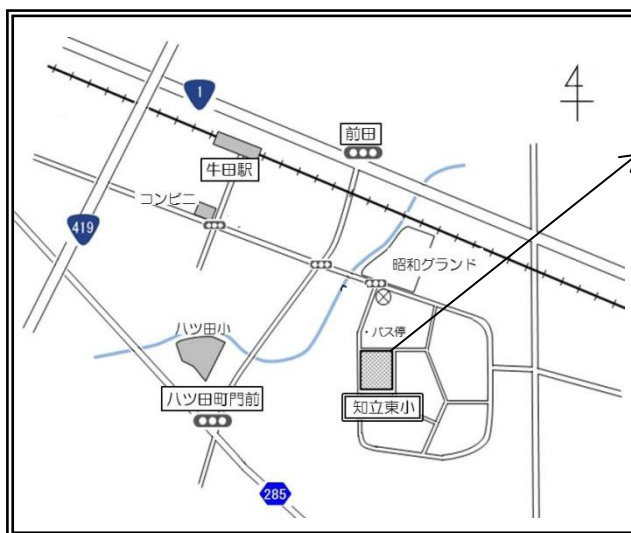 1
前田
牛田駅
コンビニ
419
昭和グランド
・バス停
八ツ田小
知立東小
八ツ田町門前
285